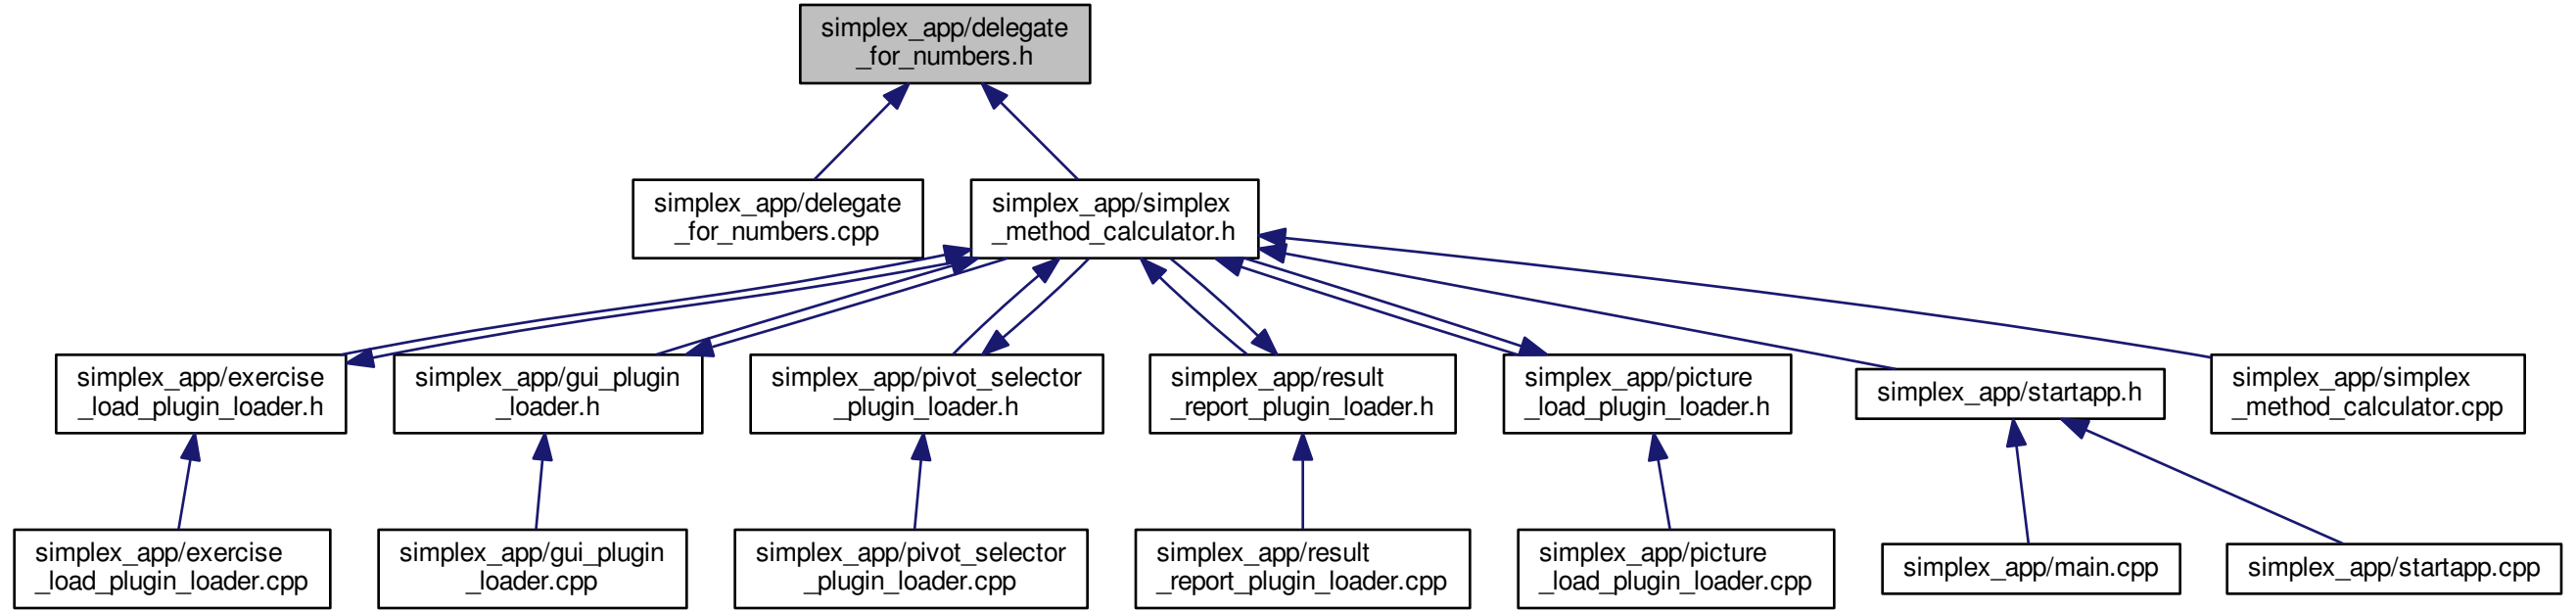 simplex_app/delegate
_for_numbers.h
simplex_app/delegate
_for_numbers.cpp
simplex_app/simplex
_method_calculator.h
simplex_app/exercise
_load_plugin_loader.h
simplex_app/gui_plugin
_loader.h
simplex_app/pivot_selector
_plugin_loader.h
simplex_app/result
_report_plugin_loader.h
simplex_app/picture
_load_plugin_loader.h
simplex_app/startapp.h
simplex_app/simplex
_method_calculator.cpp
simplex_app/exercise
_load_plugin_loader.cpp
simplex_app/gui_plugin
_loader.cpp
simplex_app/pivot_selector
_plugin_loader.cpp
simplex_app/result
_report_plugin_loader.cpp
simplex_app/picture
_load_plugin_loader.cpp
simplex_app/main.cpp
simplex_app/startapp.cpp